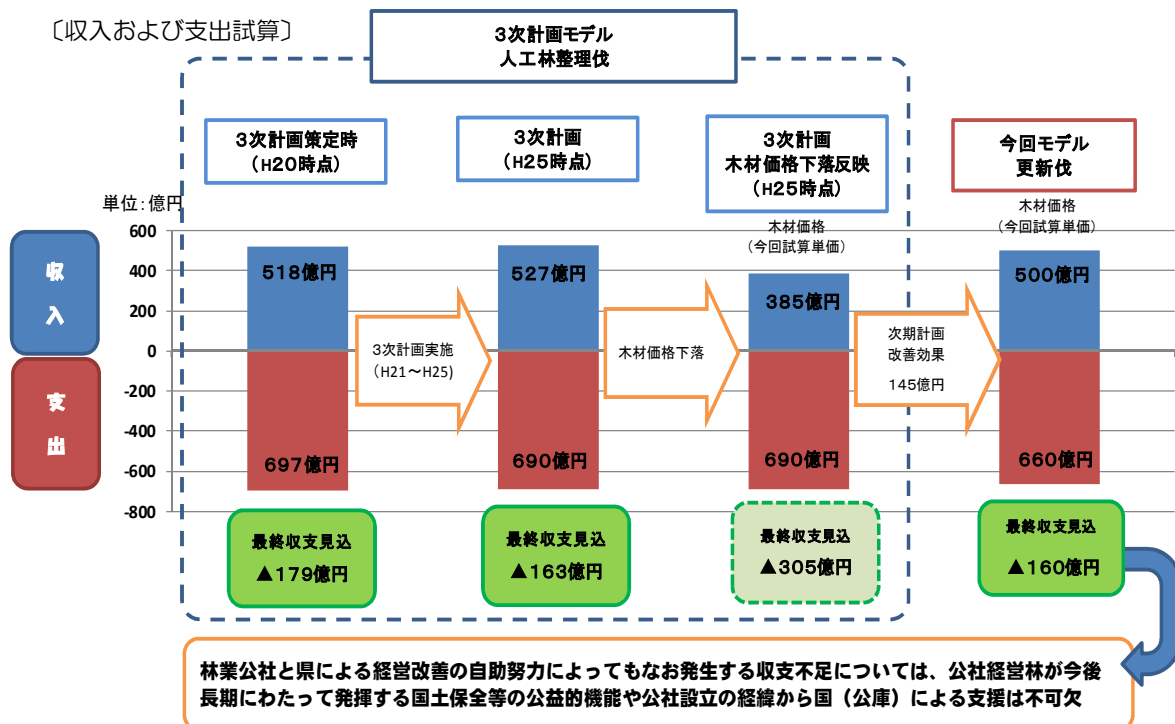 〔収入および支出試算〕
3次計画モデル
人工林整理伐
3次計画策定時
(H20時点)
3次計画
(H25時点)
3次計画
木材価格下落反映
(H25時点)
今回モデル
更新伐
単位:億円
木材価格
(今回試算単価)
木材価格
(今回試算単価)
収
入
支
出
600
400
200
0
-200
-400
-600
-800
518億円
527億円
385億円
500億円
3次計画実施
(H21~H25)
木材価格下落
次期計画
改善効果
145億円
697億円
690億円
690億円
660億円
最終収支見込
▲179億円
最終収支見込
▲163億円
最終収支見込
▲305億円
最終収支見込
▲160億円
林業公社と県による経営改善の自助努力によってもなお発生する収支不足については、公社経営林が今後
長期にわたって発揮する国土保全等の公益的機能や公社設立の経緯から国(公庫)による支援は不可欠